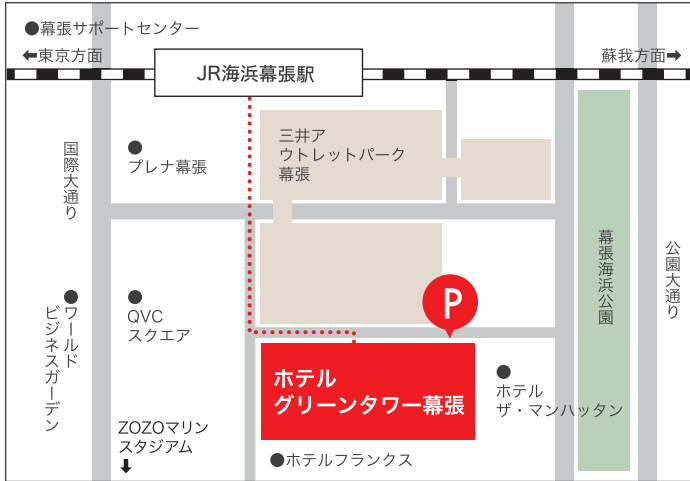 ●幕張サポートセンター
←東京方面
蘇我方面→
JR海浜幕張駅
三井ア
ウトレットパーク
幕張
プレナ幕張
国際大通り
幕張海浜公園
公園大通り
ワールド
ビジネスガーデン
QVC
スクエア
P
ホテル
グリーンタワー幕張
ホテル
ザ・マンハッタン
ZOZOマリン
スタジアム
↓
●ホテルフランクス